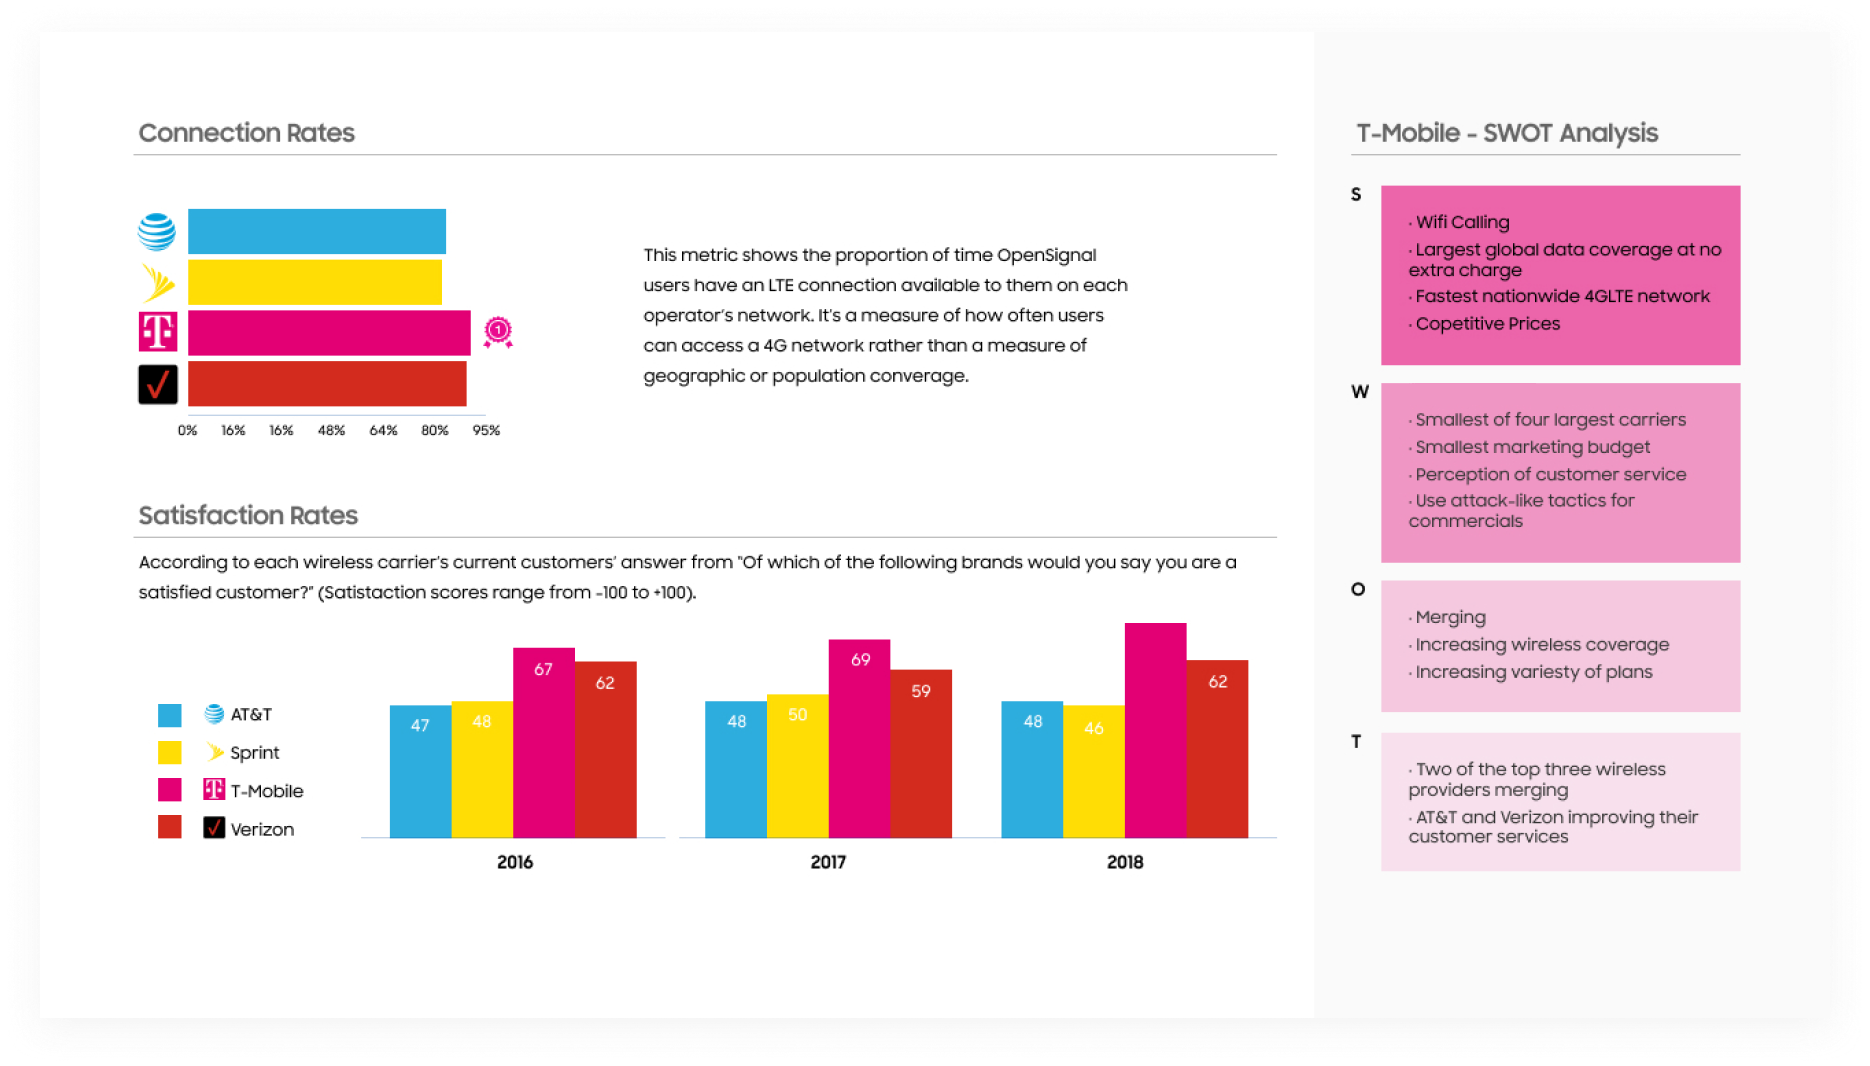 Connection Rates
This metric shows the proportion of time OpenSignal
users have an LTE connection available to them on each
operator's network. It's a measure of how often users
can access a 4G network rather than a measure of
geographic or population converage.
1
0% 16% 16% 48% 64% 80% 95%
Satisfaction Rates
According to each wireless carrier's current customers' answer from "Of which of the following brands would you say you are a
satisfied customer?" (Satistaction scores range from -100 to +100).
AT&T
Sprint
T T-Mobile
Verizon
47 48 67 62
48 50 69 59
48 46 62
2016 2017 2018
T-Mobile - SWOT Analysis
S
· Wifi Calling
· Largest global data coverage at no
extra charge
· Fastest nationwide 4GLTE network
· Copetitive Prices
W
· Smallest of four largest carriers
· Smallest marketing budget
· Perception of customer service
· Use attack-like tactics for
commercials
O
· Merging
· Increasing wireless coverage
· Increasing variesty of plans
T
· Two of the top three wireless
providers merging
· AT&T and Verizon improving their
customer services